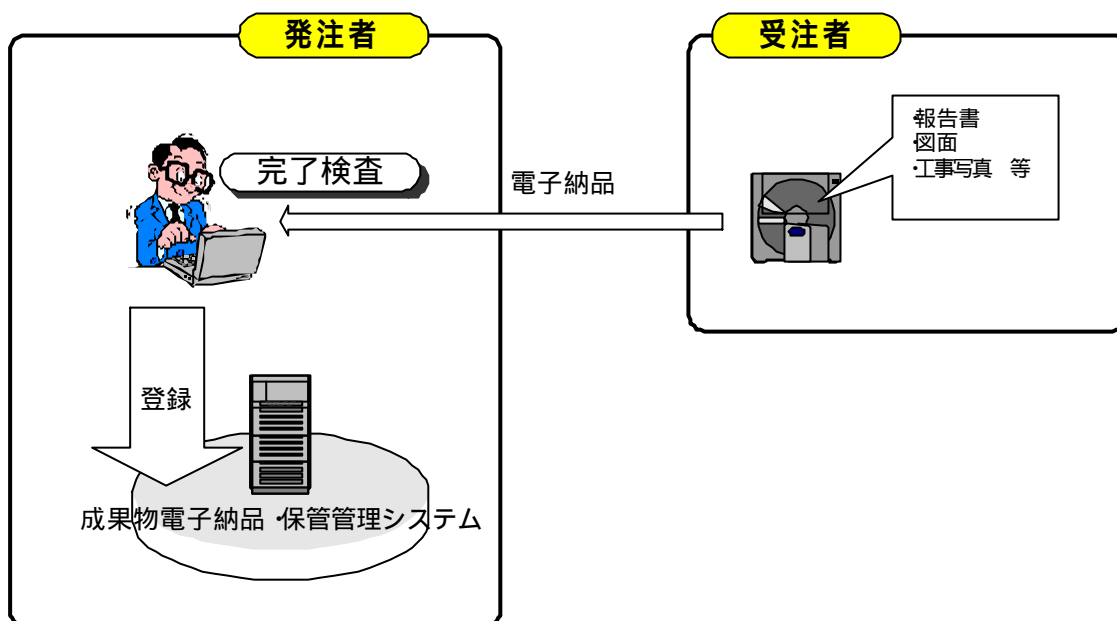 発注者
受注者
・報告書
・図面
・工事写真 等
完了検査
電子納品
登録
成果物電子納品・保管管理システム